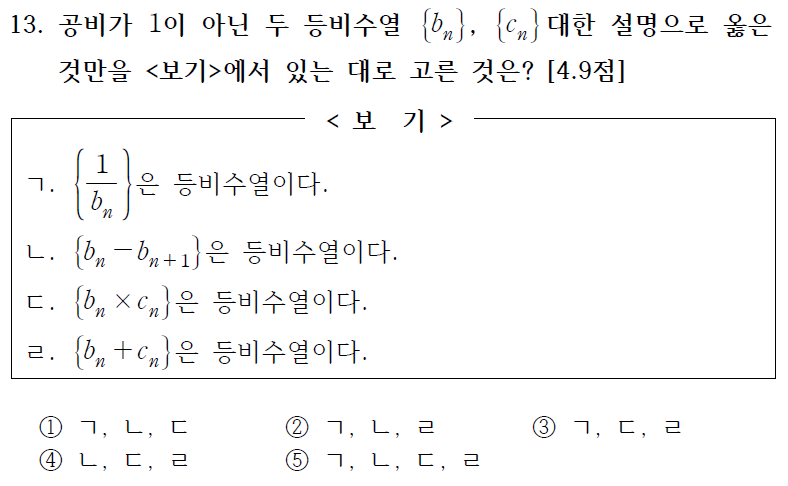 13. 공비가 1이 아닌 두 등비수열 {b_n}, {c_n}대한 설명으로 옳은
것만을 <보기>에서 있는 대로 고른 것은? [4.9점]
< 보 기 >
ㄱ. {1/b_n}은 등비수열이다.
ㄴ. {b_n − b_{n+1}}은 등비수열이다.
ㄷ. {b_n × c_n}은 등비수열이다.
ㄹ. {b_n + c_n}은 등비수열이다.
① ㄱ, ㄴ, ㄷ ② ㄱ, ㄴ, ㄹ ③ ㄱ, ㄷ, ㄹ
④ ㄴ, ㄷ, ㄹ ⑤ ㄱ, ㄴ, ㄷ, ㄹ